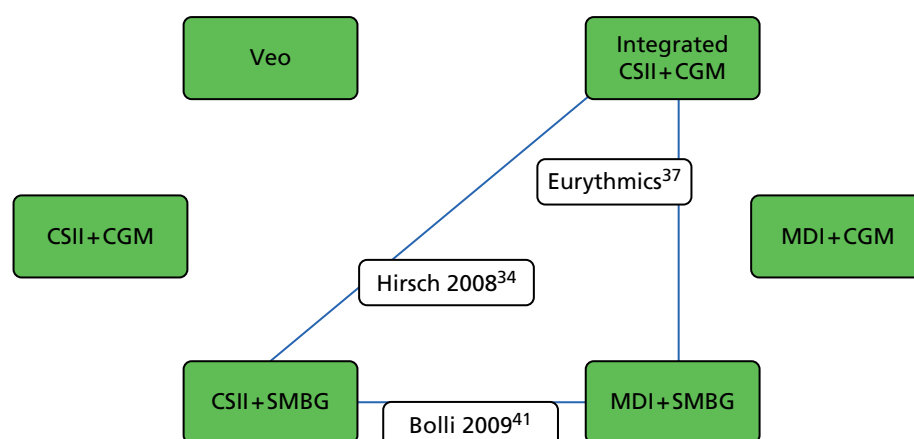 Veo
Integrated
CSII+CGM
Eurythmics37
CSII+CGM
MDI+CGM
Hirsch 200834
CSII+SMBG
MDI+SMBG
Bolli 200941